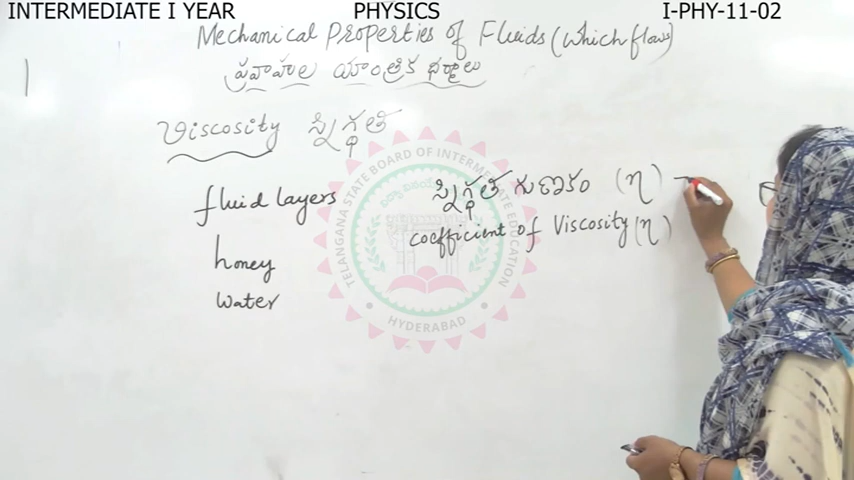 INTERMEDIATE I YEAR PHYSICS I-PHY-11-02
Mechanical Properties of Fluids (which flows)
ప్రవాహాల యాంత్రిక ధర్మాలు
Viscosity స్నిగ్ధత
fluid layers
honey
water
స్నిగ్ధత గుణకం (η) -
coefficient of Viscosity (η)
TELANGANA STATE BOARD OF INTERMEDIATE EDUCATION
HYDERABAD